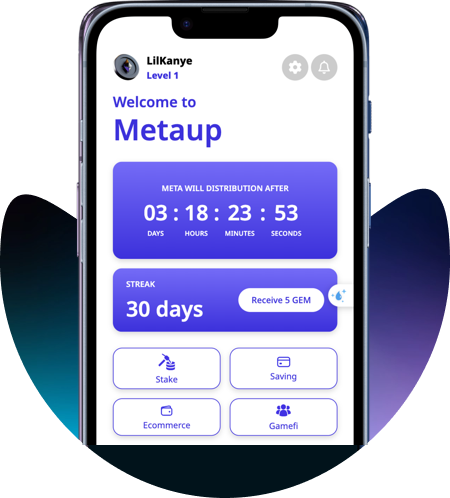 LilKanye
Level 1
Welcome to
Metaup
META WILL DISTRIBUTION AFTER
03 : 18 : 23 : 53
DAYS HOURS MINUTES SECONDS
STREAK
30 days
Receive 5 GEM
Stake
Saving
Ecommerce
Gamefi